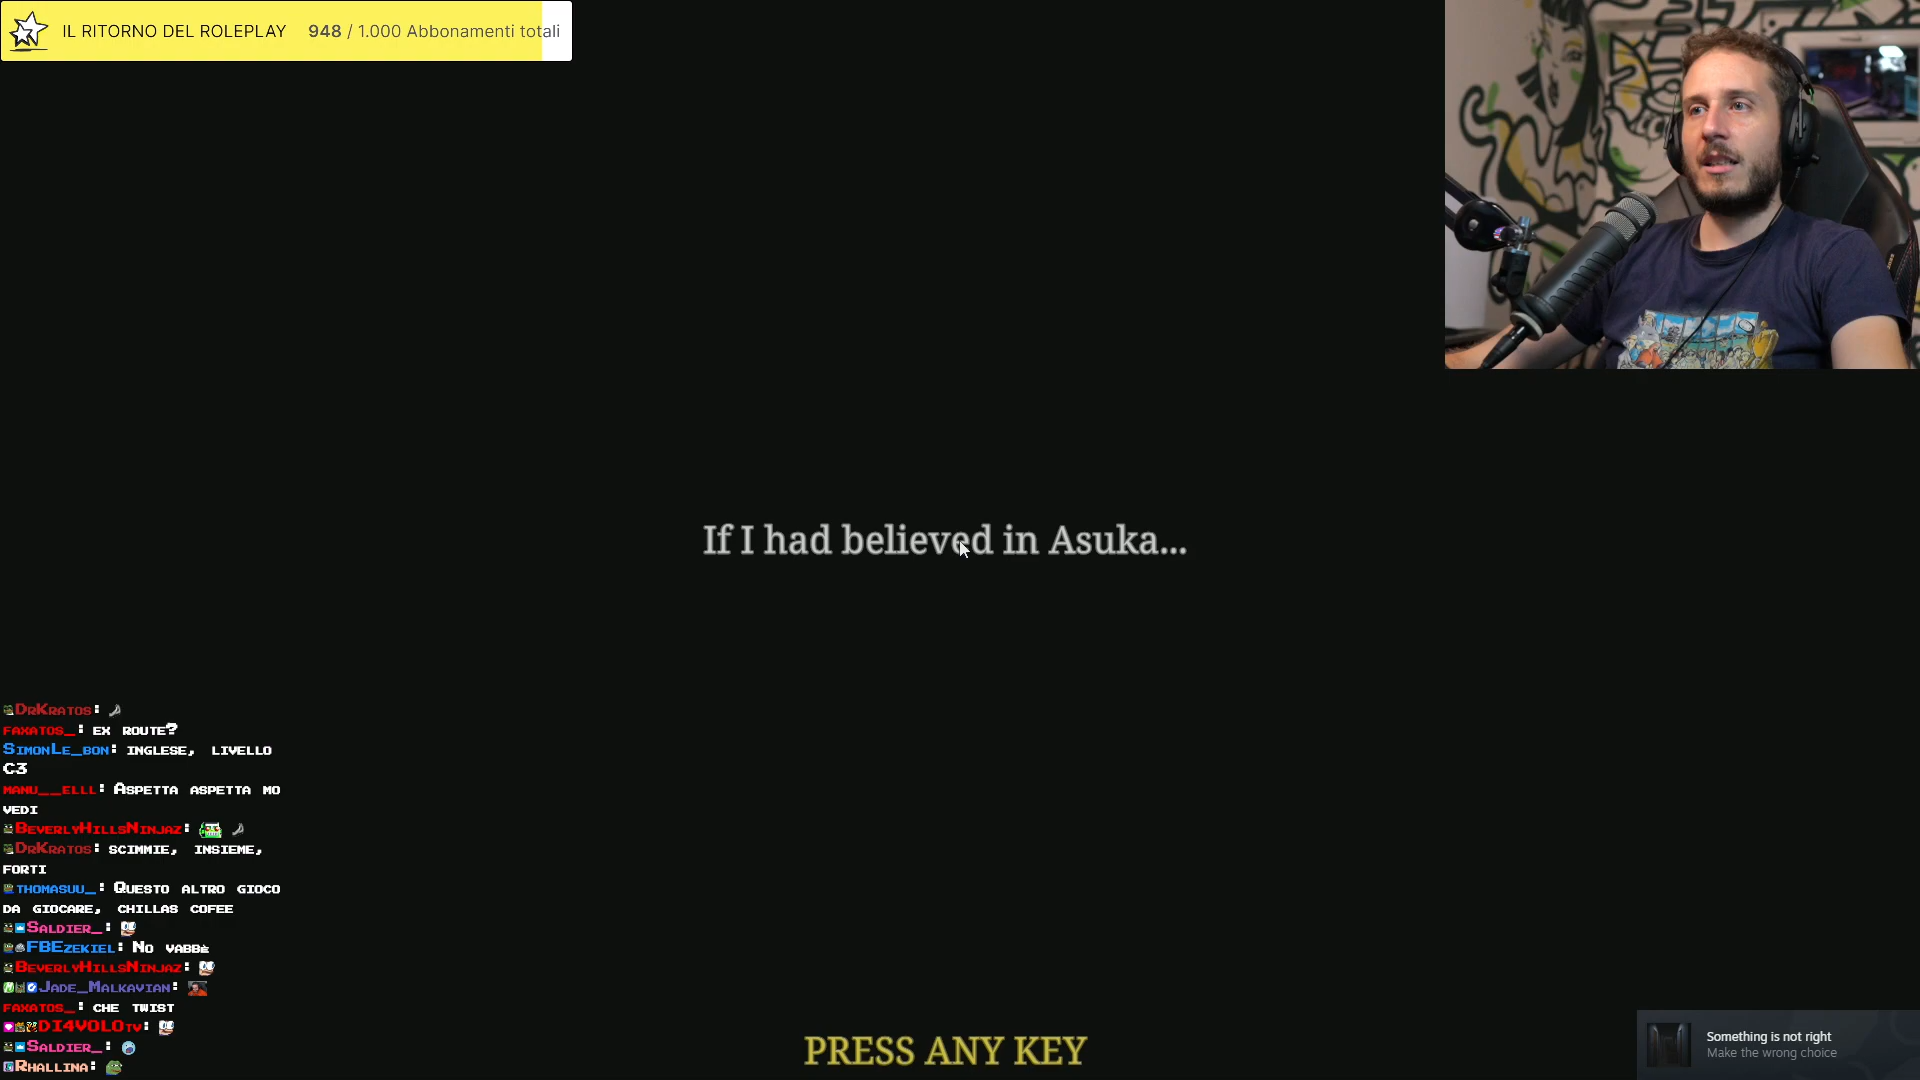 IL RITORNO DEL ROLEPLAY 948 / 1.000 Abbonamenti totali
If I had believed in Asuka...
DrKratos:
faxatos_: ex route?
SimonLe_bon: inglese, livello
C3
manu__elll: Aspetta aspetta mo
vedi
BeverlyHillsNinjaz:
DrKratos: scimmie, insieme,
forti
thomasuu_: Questo altro gioco
da giocare, chillas cofee
Saldier_:
FBEzekiel: No vabbè
BeverlyHillsNinjaz:
Jade_Malkavian:
faxatos_: che twist
DI4VOLOtv:
Saldier_:
Rhallina:
PRESS ANY KEY
Something is not right
Make the wrong choice